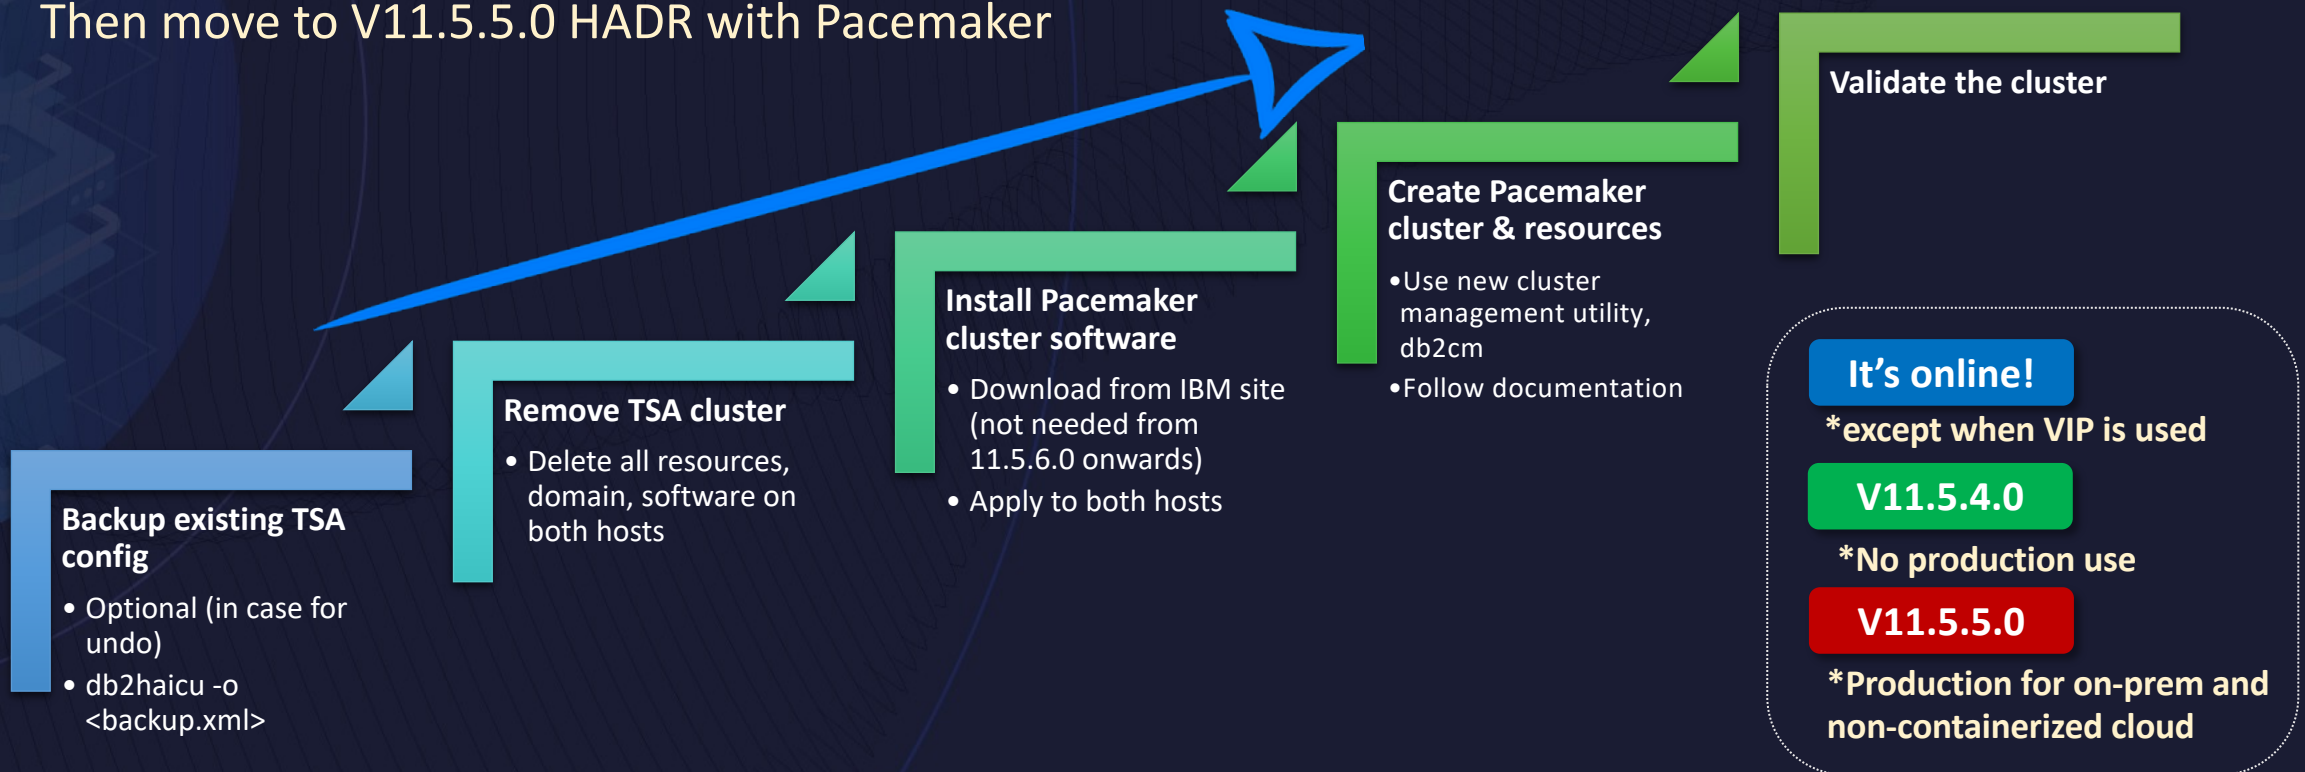 Then move to V11.5.5.0 HADR with Pacemaker
Backup existing TSA
config
• Optional (in case for
undo)
• db2haicu -o
<backup.xml>
Remove TSA cluster
• Delete all resources,
domain, software on
both hosts
Install Pacemaker
cluster software
• Download from IBM site
(not needed from
11.5.6.0 onwards)
• Apply to both hosts
Create Pacemaker
cluster & resources
•Use new cluster
management utility,
db2cm
•Follow documentation
Validate the cluster
It’s online!
*except when VIP is used
V11.5.4.0
*No production use
V11.5.5.0
*Production for on-prem and
non-containerized cloud